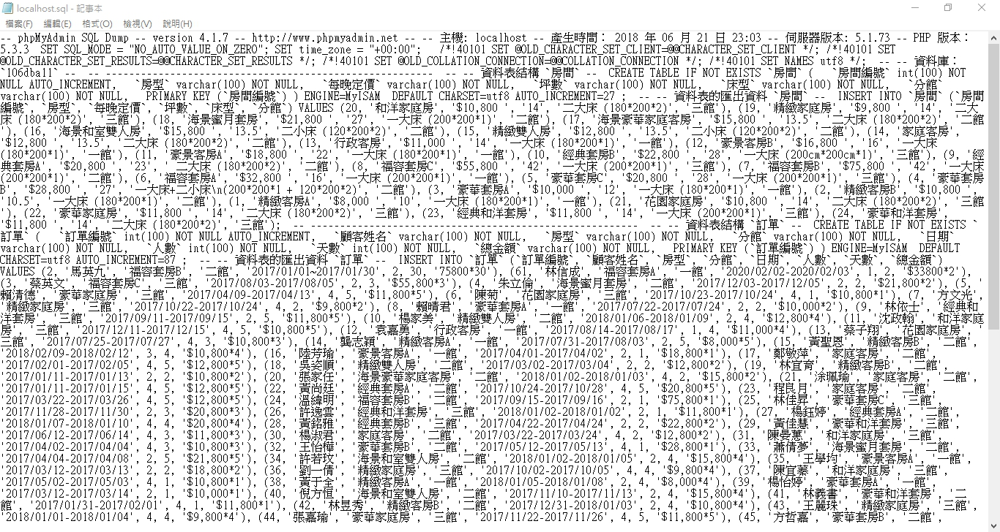 localhost.sql - 記事本
檔案(F) 編輯(E) 格式(O) 檢視(V) 說明(H)
-- phpMyAdmin SQL Dump -- version 4.1.7 -- http://www.phpmyadmin.net -- -- 主機: localhost -- 產生時間： 2018 年 06 月 21 日 23:03 -- 伺服器版本: 5.1.73 -- PHP 版本：
5.3.3 SET SQL_MODE = "NO_AUTO_VALUE_ON_ZERO"; SET time_zone = "+00:00"; /*!40101 SET @OLD_CHARACTER_SET_CLIENT=@@CHARACTER_SET_CLIENT */; /*!40101 SET
@OLD_CHARACTER_SET_RESULTS=@@CHARACTER_SET_RESULTS */; /*!40101 SET @OLD_COLLATION_CONNECTION=@@COLLATION_CONNECTION */; /*!40101 SET NAMES utf8 */; -- -- 資料庫：
`106dba11` -- -- -------------------------------------------------------- -- -- 資料表結構 `房間` -- CREATE TABLE IF NOT EXISTS `房間` ( `房間編號` int(100) NOT
NULL AUTO_INCREMENT, `房型` varchar(100) NOT NULL, `每晚定價` varchar(100) NOT NULL, `坪數` varchar(100) NOT NULL, `床型` varchar(100) NOT NULL, `分館`
varchar(100) NOT NULL, PRIMARY KEY (`房間編號`) ) ENGINE=MyISAM DEFAULT CHARSET=utf8 AUTO_INCREMENT=27 ; -- -- 資料表的匯出資料 `房間` -- INSERT INTO `房間` (`房間
編號`, `房型`, `每晚定價`, `坪數`, `床型`, `分館`) VALUES (20, '和洋家庭房', '$10,800 ', '14', '二大床 (180*200*2)', '三館'), (19, '精緻家庭房', '$9,800 ', '14', '二大
床 (180*200*2)', '三館'), (18, '海景蜜月套房', '$21,800 ', '27', '一大床 (200*200*1)', '二館'), (17, '海景豪華家庭客房', '$15,800 ', '13.5', '二大床 (180*200*2)', '二館'
), (16, '海景和室雙人房', '$15,800 ', '13.5', '二小床 (120*200*2)', '二館'), (15, '精緻雙人房', '$12,800 ', '13.5', '二小床 (120*200*2)', '二館'), (14, '家庭客房',
'$12,800 ', '13.5', '二大床 (180*200*2)', '二館'), (13, '行政客房', '$11,000 ', '14', '一大床 (180*200*1)', '一館'), (12, '豪景客房B', '$16,800 ', '16', '一大床
(180*200*1)', '一館'), (11, '豪景客房A', '$18,800 ', '22', '一大床 (180*200*1)', '一館'), (10, '經典套房B', '$22,800 ', '28', '一大床 (200cm*200cm*1)', '三館'), (9, '經
典套房A', '$20,800 ', '23', '二大床 (180*200*2)', '二館'), (8, '福容套房C', '$55,800 ', '42', '一大床 (180*200*1)', '三館'), (7, '福容套房B', '$75,800 ', '42', '一大床
(200*200*1)', '二館'), (6, '福容套房A', '$32,800 ', '16', '一大床 (200*200*1)', '一館'), (5, '豪華套房C', '$20,800 ', '28', '一大床 (200*200*1)', '三館'), (4, '豪華套房
B', '$28,800 ', '27', '一大床+二小床\n(200*200*1 + 120*200*2)', '二館'), (3, '豪華套房A', '$10,000 ', '12', '一大床 (180*200*1)', '一館'), (2, '精緻客房B', '$10,800 ',
'10.5', '一大床 (180*200*1)', '二館'), (1, '精緻客房A', '$8,000 ', '10', '一大床 (180*200*1)', '一館'), (21, '花園家庭房', '$10,800 ', '14', '二大床 (180*200*2)', '三館'
), (22, '豪華家庭房', '$11,800 ', '14', '二大床 (180*200*2)', '三館'), (23, '經典和洋套房', '$11,800 ', '14', '一大床 (200*200*1)', '三館'), (24, '豪華和洋套房',
'$11,800 ', '14', '二大床 (180*200*2)', '三館'); -- -------------------------------------------------------- -- -- 資料表結構 `訂單` -- CREATE TABLE IF NOT EXISTS `
訂單` ( `訂單編號` int(100) NOT NULL AUTO_INCREMENT, `顧客姓名` varchar(100) NOT NULL, `房型` varchar(100) NOT NULL, `分館` varchar(100) NOT NULL, `日期`
varchar(100) NOT NULL, `人數` int(100) NOT NULL, `天數` int(100) NOT NULL, `總金額` varchar(100) NOT NULL, PRIMARY KEY (`訂單編號`) ) ENGINE=MyISAM DEFAULT
CHARSET=utf8 AUTO_INCREMENT=87 ; -- -- 資料表的匯出資料 `訂單` -- INSERT INTO `訂單` (`訂單編號`, `顧客姓名`, `房型`, `分館`, `日期`, `人數`, `天數`, `總金額`)
VALUES (2, '馬英九', '福容套房B', '二館', '2017/01/01~2017/01/30', 2, 30, '75800*30'), (61, '林信成', '福容套房A', '一館', '2020/02/02-2020/02/03', 1, 2, '$33800*2'),
(3, '蔡英文', '福容套房C', '三館', '2017/08/03-2017/08/05', 2, 3, '$55,800*3'), (4, '朱立倫', '海景蜜月套房', '二館', '2017/12/03-2017/12/05', 2, 2, '$21,800*2'), (5, '
賴清德', '豪華家庭房', '三館', '2017/04/09-2017/04/13', 4, 5, '$11,800*5'), (6, '陳菊', '花園家庭房', '三館', '2017/10/23-2017/10/24', 4, 1, '$10,800*1'), (7, '方文光',
'精緻家庭房', '三館', '2017/10/22-2017/10/24', 4, 2, '$9,800*2'), (8, '賴晴君', '豪華套房A', '一館', '2017/07/22-2017/07/24', 2, 2, '$10,000*2'), (9, '林依士', '經典和
洋套房', '三館', '2017/09/11-2017/09/15', 2, 5, '$11,800*5'), (10, '楊家美', '精緻雙人房', '二館', '2018/01/06-2018/01/09', 2, 4, '$12,800*4'), (11, '沈政翰', '和洋家庭
房', '三館', '2017/12/11-2017/12/15', 4, 5, '$10,800*5'), (12, '袁嘉勇', '行政客房', '一館', '2017/08/14-2017/08/17', 1, 4, '$11,000*4'), (13, '蔡子翔', '花園家庭房', '
三館', '2017/07/25-2017/07/27', 4, 3, '$10,800*3'), (14, '龔志穎', '精緻客房A', '一館', '2017/07/31-2017/08/03', 2, 5, '$8,000*5'), (15, '黃聖恩', '精緻客房B', '二館',
'2018/02/09-2018/02/12', 3, 4, '$10,800*4'), (16, '陸芳瑜', '豪景客房A', '一館', '2017/04/01-2017/04/02', 2, 1, '$18,800*1'), (17, '鄭敬萍', '家庭客房', '二館',
'2017/02/01-2017/02/05', 4, 5, '$12,800*5'), (18, '吳姿順', '精緻雙人房', '二館', '2017/03/02-2017/03/04', 2, 2, '$12,800*2'), (19, '林宜育', '精緻客房B', '二館',
'2017/01/11-2017/01/13', 2, 2, '$10,800*2'), (20, '張家任', '海景豪華家庭客房', '二館', '2018/01/02-2018/01/03', 4, 2, '$15,800*2'), (21, '涂珮瑜', '家庭客房', '二館',
'2017/01/11-2017/01/15', 4, 5, '$12,800*5'), (22, '黃尚廷', '經典套房A', '二館', '2017/10/24-2017/10/28', 4, 5, '$20,800*5'), (23, '程良月', '家庭客房', '二館',
'2017/03/22-2017/03/26', 4, 5, '$12,800*5'), (24, '溫緯明', '福容套房B', '二館', '2017/09/15-2017/09/16', 2, 1, '$75,800*1'), (25, '林佳昇', '豪華套房C', '三館',
'2017/11/28-2017/11/30', 2, 3, '$20,800*3'), (26, '許逸雲', '經典和洋套房', '三館', '2018/01/02-2018/01/02', 2, 1, '$11,800*1'), (27, '楊鈺婷', '經典套房A', '二館',
'2018/01/07-2018/01/10', 4, 4, '$20,800*4'), (28, '黃銘雅', '經典套房B', '三館', '2017/04/22-2017/04/24', 2, 2, '$22,800*2'), (29, '黃佳慧', '豪華和洋套房', '三館',
'2017/06/12-2017/06/14', 4, 3, '$11,800*3'), (30, '楊淑君', '家庭客房', '二館', '2017/03/22-2017/03/24', 4, 2, '$12,800*2'), (31, '陳晏蕙', '和洋家庭房', '三館',
'2017/04/02-2017/04/04', 4, 3, '$10,800*3'), (32, '王怡樺', '豪華套房B', '二館', '2017/05/12-2017/05/13', 4, 1, '$28,800*1'), (33, '蕭倩夢', '海景蜜月套房', '二館',
'2017/04/04-2017/04/08', 2, 5, '$21,800*5'), (34, '許若玟', '海景和室雙人房', '二館', '2018/01/02-2018/01/05', 2, 4, '$15,800*4'), (35, '王學均', '豪景客房A', '一館',
'2017/03/12-2017/03/13', 2, 2, '$18,800*2'), (36, '劉一倩', '精緻家庭房', '三館', '2017/10/02-2017/10/05', 4, 4, '$9,800*4'), (37, '陳宜蓁', '和洋家庭房', '三館',
'2017/05/02-2017/05/03', 4, 1, '$10,800*1'), (38, '黃于全', '精緻客房A', '一館', '2018/01/05-2018/01/08', 2, 4, '$8,000*4'), (39, '楊怡婷', '豪華套房A', '一館',
'2017/03/12-2017/03/14', 2, 1, '$10,000*1'), (40, '倪方恒', '海景和室雙人房', '二館', '2017/11/10-2017/11/13', 2, 4, '$15,800*4'), (41, '林義書', '豪華和洋套房', '二
館', '2017/01/31-2017/02/01', 4, 1, '$11,800*1'), (42, '林昱秀', '精緻客房B', '二館', '2017/12/31-2018/01/03', 2, 4, '$10,800*4'), (43, '王麗珠', '精緻家庭房', '三館',
'2018/01/01-2018/01/04', 4, 4, '$9,800*4'), (44, '張嘉瑜', '豪華家庭房', '三館', '2017/11/22-2017/11/26', 4, 5, '$11,800*5'), (45, '方哲嘉', '豪華套房B', '二館',